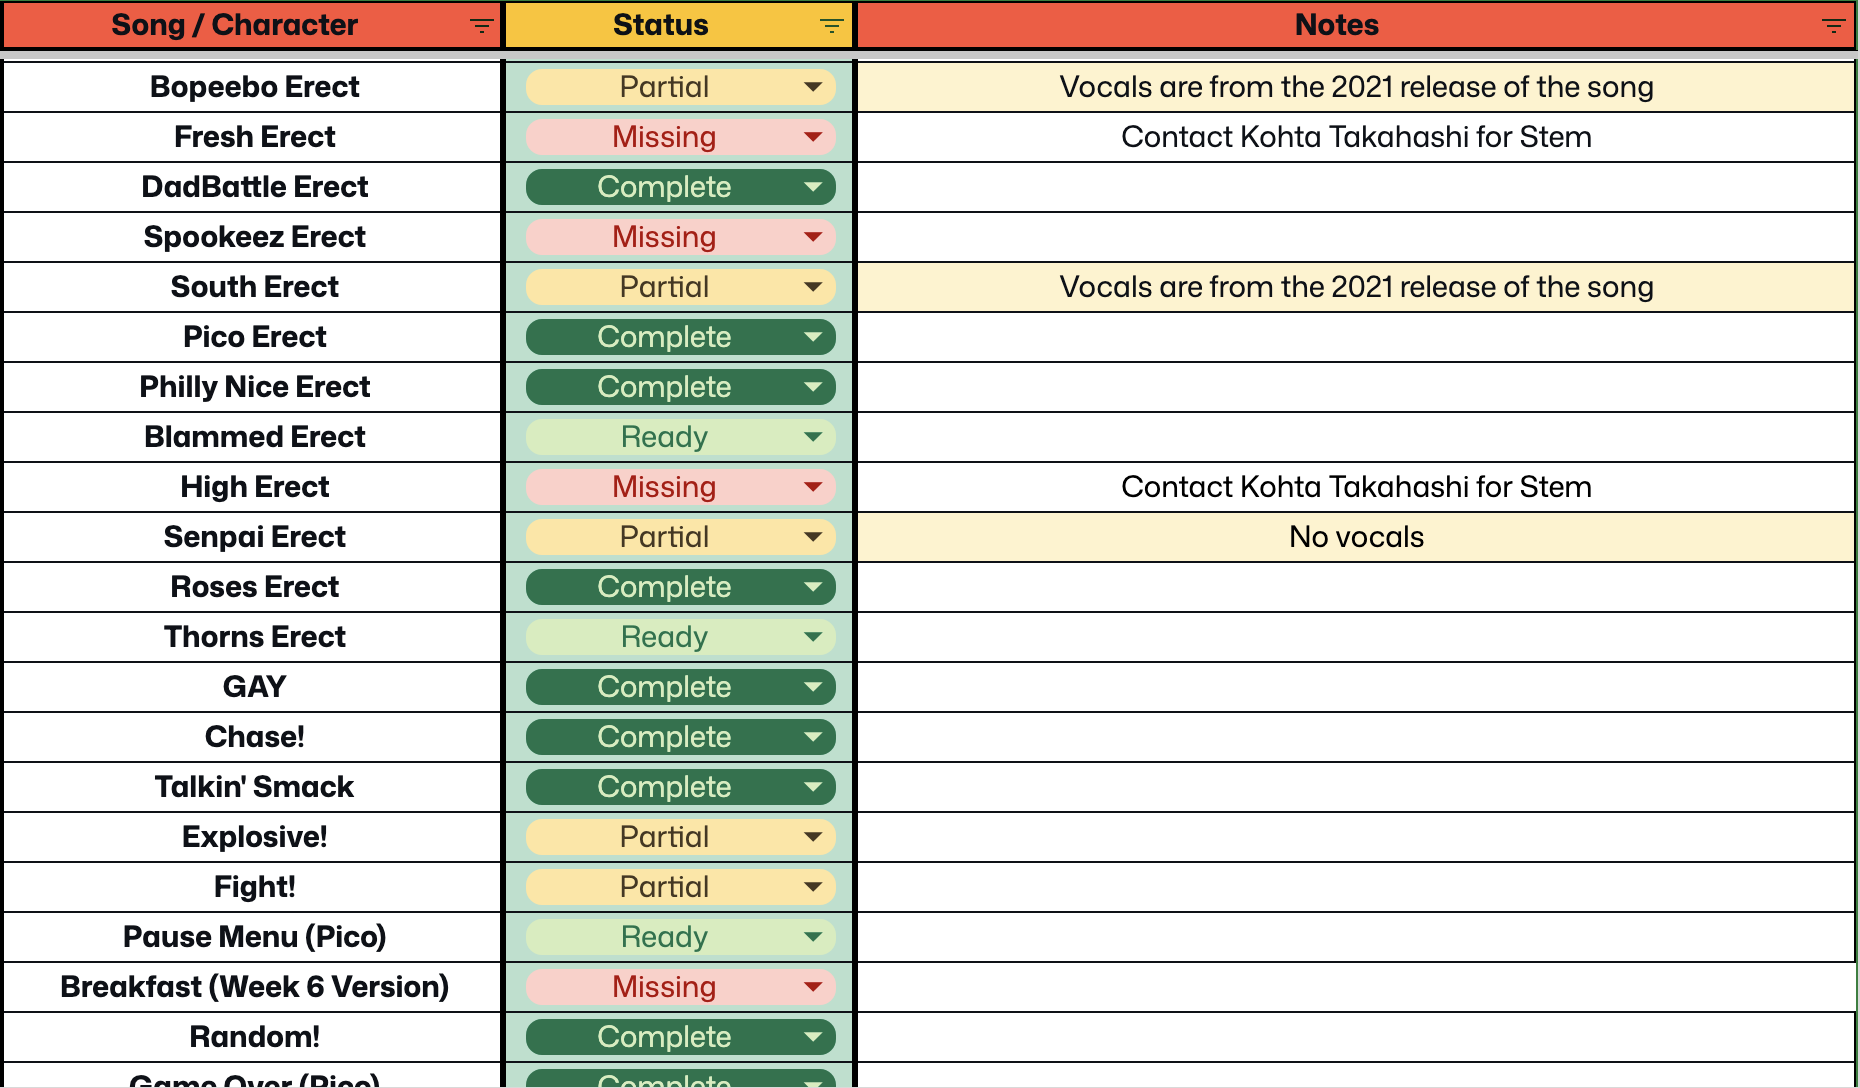 Song / Character Status Notes
Bopeebo Erect Partial Vocals are from the 2021 release of the song
Fresh Erect Missing Contact Kohta Takahashi for Stem
DadBattle Erect Complete
Spookeez Erect Missing
South Erect Partial Vocals are from the 2021 release of the song
Pico Erect Complete
Philly Nice Erect Complete
Blammed Erect Ready
High Erect Missing Contact Kohta Takahashi for Stem
Senpai Erect Partial No vocals
Roses Erect Complete
Thorns Erect Ready
GAY Complete
Chase! Complete
Talkin' Smack Complete
Explosive! Partial
Fight! Partial
Pause Menu (Pico) Ready
Breakfast (Week 6 Version) Missing
Random! Complete
Game Over (Pico) Complete